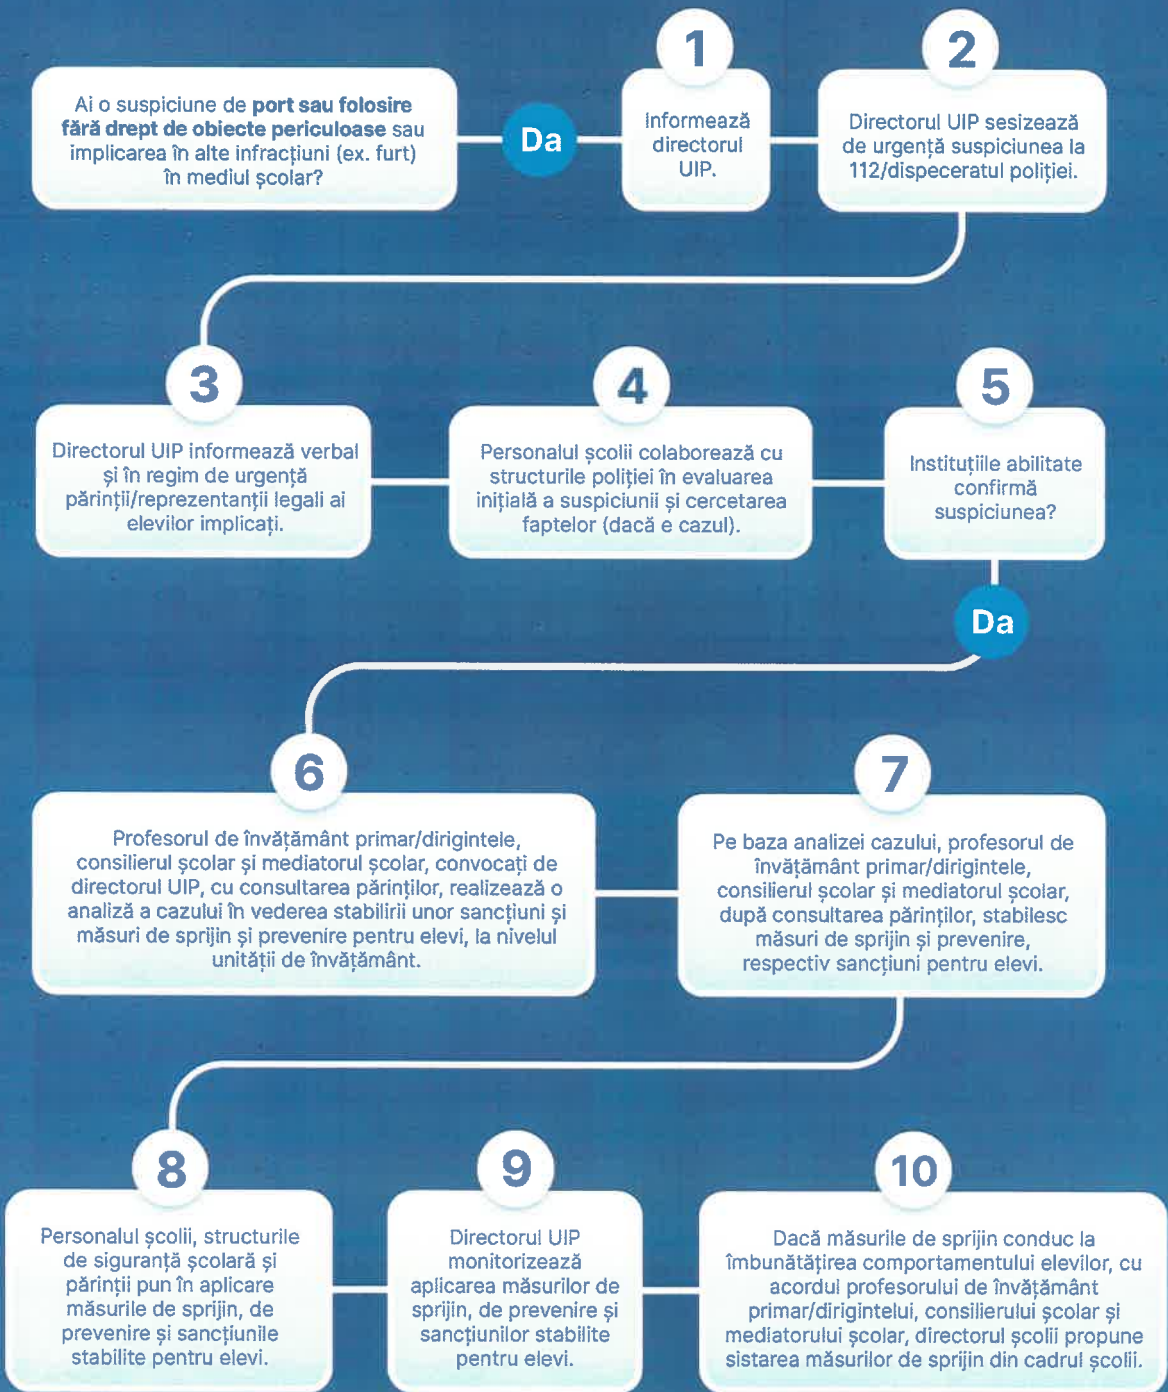 1
2
Ai o suspiciune de port sau folosire
fără drept de obiecte periculoase sau
implicarea în alte infracțiuni (ex. furt)
în mediul școlar?
Da
Informează
directorul
UIP.
Directorul UIP sesizează
de urgență suspiciunea la
112/dispeceratul poliției.
3
4
5
Directorul UIP informează verbal
și în regim de urgență
părinții/reprezentanții legali ai
elevilor implicați.
Personalul școlii colaborează cu
structurile poliției în evaluarea
inițială a suspiciunii și cercetarea
faptelor (dacă e cazul).
Instituțiile abilitate
confirmă
suspiciunea?
Da
6
7
Profesorul de învățământ primar/dirigintele,
consilierul școlar și mediatorul școlar, convocați de
directorul UIP, cu consultarea părinților, realizează o
analiză a cazului în vederea stabilirii unor sancțiuni și
măsuri de sprijin și prevenire pentru elevi, la nivelul
unității de învățământ.
Pe baza analizei cazului, profesorul de
învățământ primar/dirigintele,
consilierul școlar și mediatorul școlar,
după consultarea părinților, stabilesc
măsuri de sprijin și prevenire,
respectiv sancțiuni pentru elevi.
8
9
10
Personalul școlii, structurile
de siguranță școlară și
părinții pun în aplicare
măsurile de sprijin, de
prevenire și sancțiunile
stabilite pentru elevi.
Directorul UIP
monitorizează
aplicarea măsurilor de
sprijin, de prevenire și
sancțiunilor stabilite
pentru elevi.
Dacă măsurile de sprijin conduc la
îmbunătățirea comportamentului elevilor, cu
acordul profesorului de învățământ
primar/dirigintelui, consilierului școlar și
mediatorului școlar, directorul școlii propune
sistarea măsurilor de sprijin din cadrul școlii.